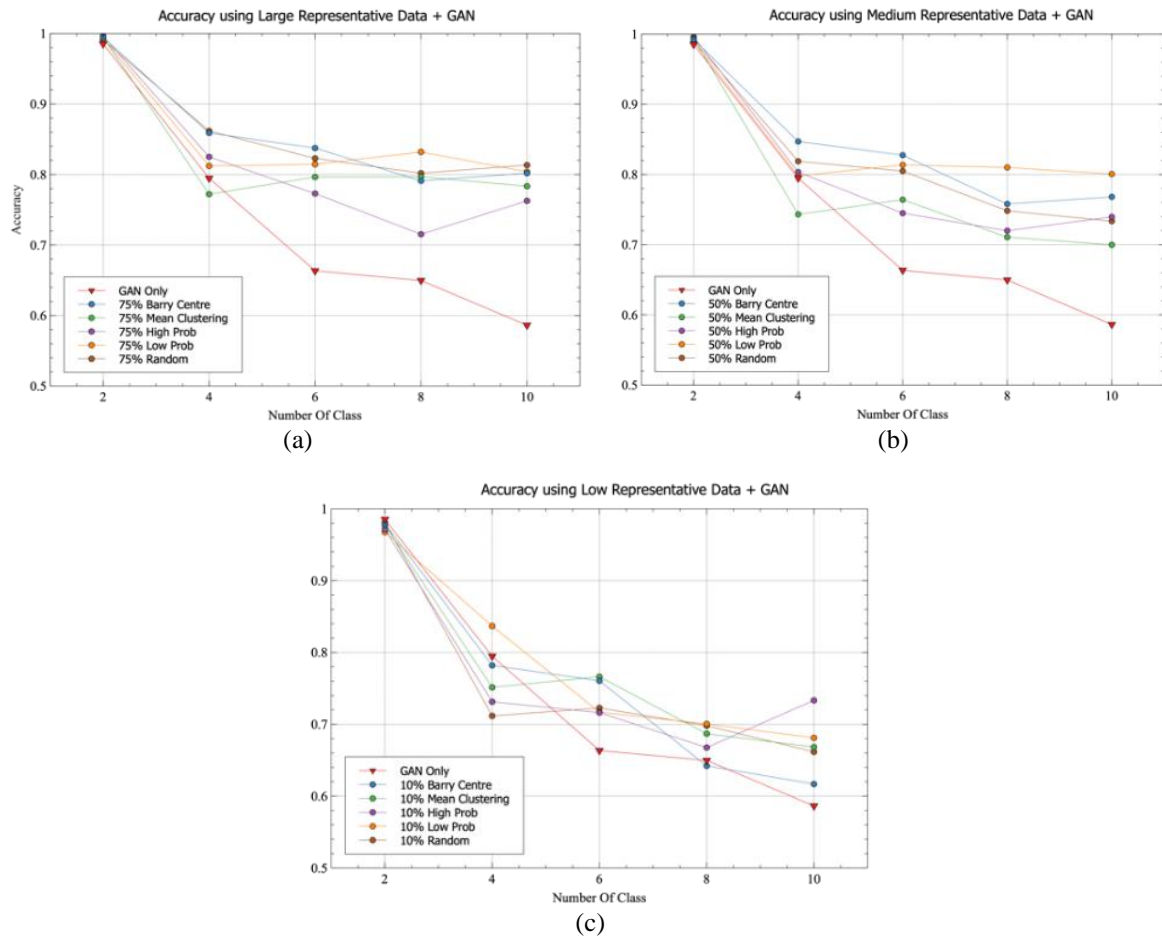 Accuracy using Large Representative Data + GAN
1
0.9
0.8
0.7
0.6
0.5
Accuracy
GAN Only
75% Barry Centre
75% Mean Clustering
75% High Prob
75% Low Prob
75% Random
2 4 6 8 10
Number Of Class
(a)
Accuracy using Medium Representative Data + GAN
1
0.9
0.8
0.7
0.6
0.5
GAN Only
50% Barry Centre
50% Mean Clustering
50% High Prob
50% Low Prob
50% Random
2 4 6 8 10
Number Of Class
(b)
Accuracy using Low Representative Data + GAN
1
0.9
0.8
0.7
0.6
0.5
GAN Only
10% Barry Centre
10% Mean Clustering
10% High Prob
10% Low Prob
10% Random
2 4 6 8 10
Number Of Class
(c)